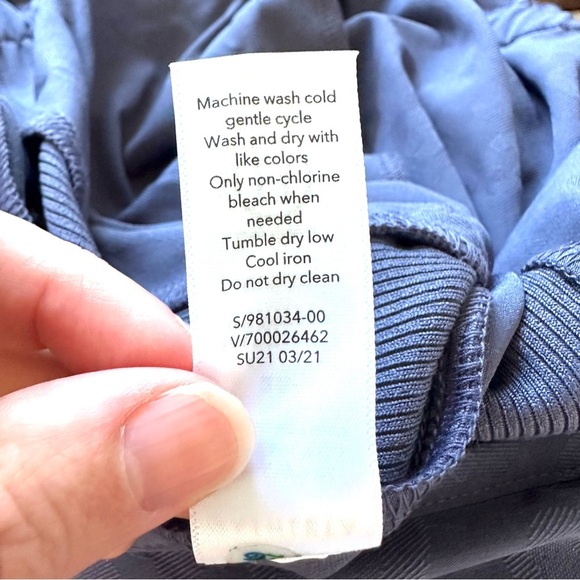 Machine wash cold
gentle cycle
Wash and dry with
like colors
Only non-chlorine
bleach when
needed
Tumble dry low
Cool iron
Do not dry clean
S/981034-00
V/700026462
SU21 03/21